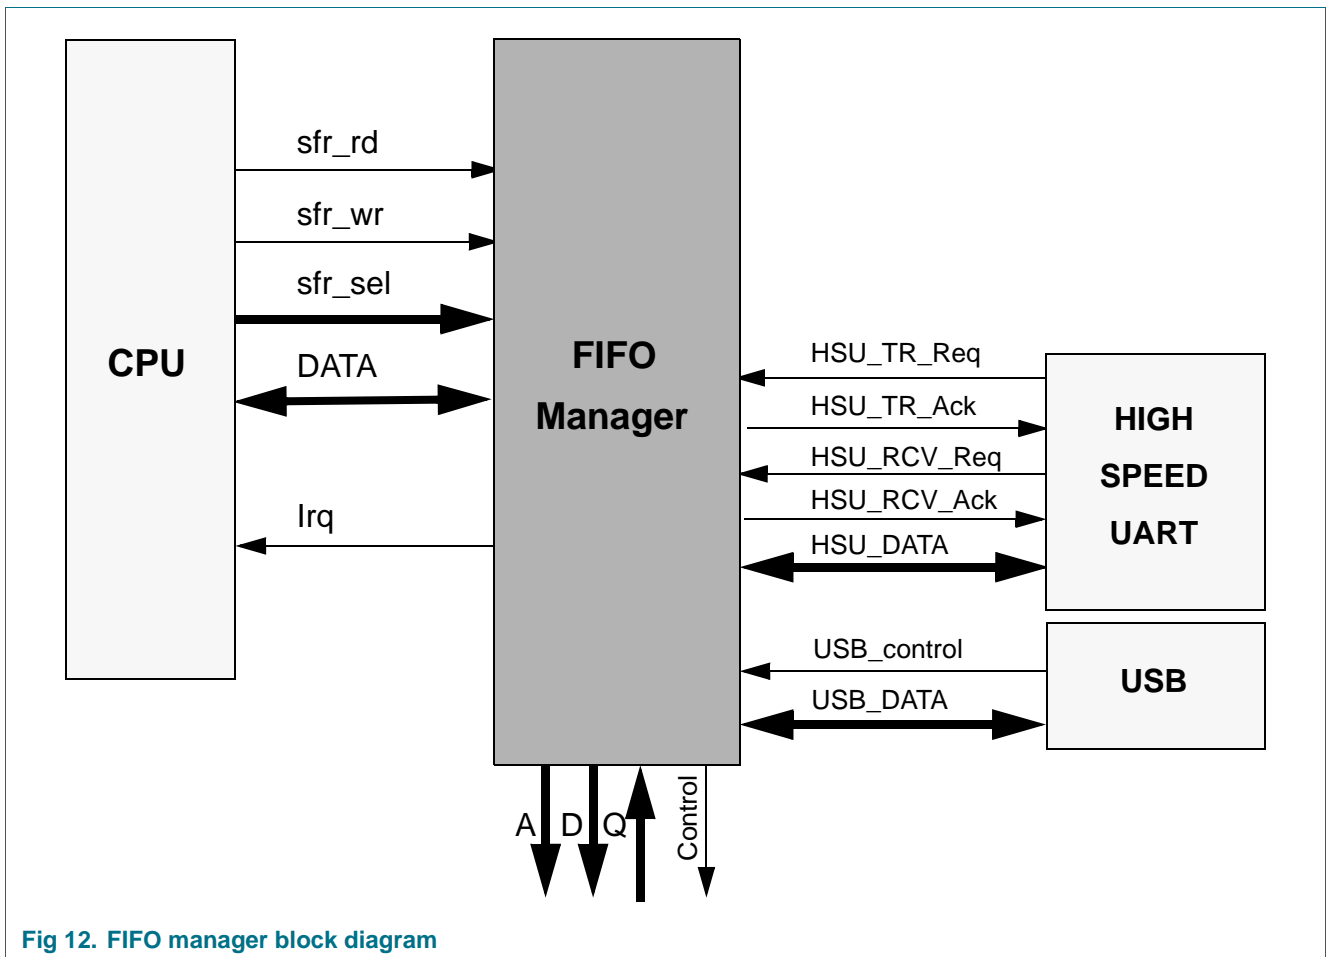 sfr_rd
sfr_wr
sfr_sel
CPU
DATA
Irq
FIFO
Manager
HSU_TR_Req
HSU_TR_Ack
HSU_RCV_Req
HSU_RCV_Ack
HSU_DATA
HIGH
SPEED
UART
USB_control
USB_DATA
USB
A
D
Q
Control
Fig 12. FIFO manager block diagram